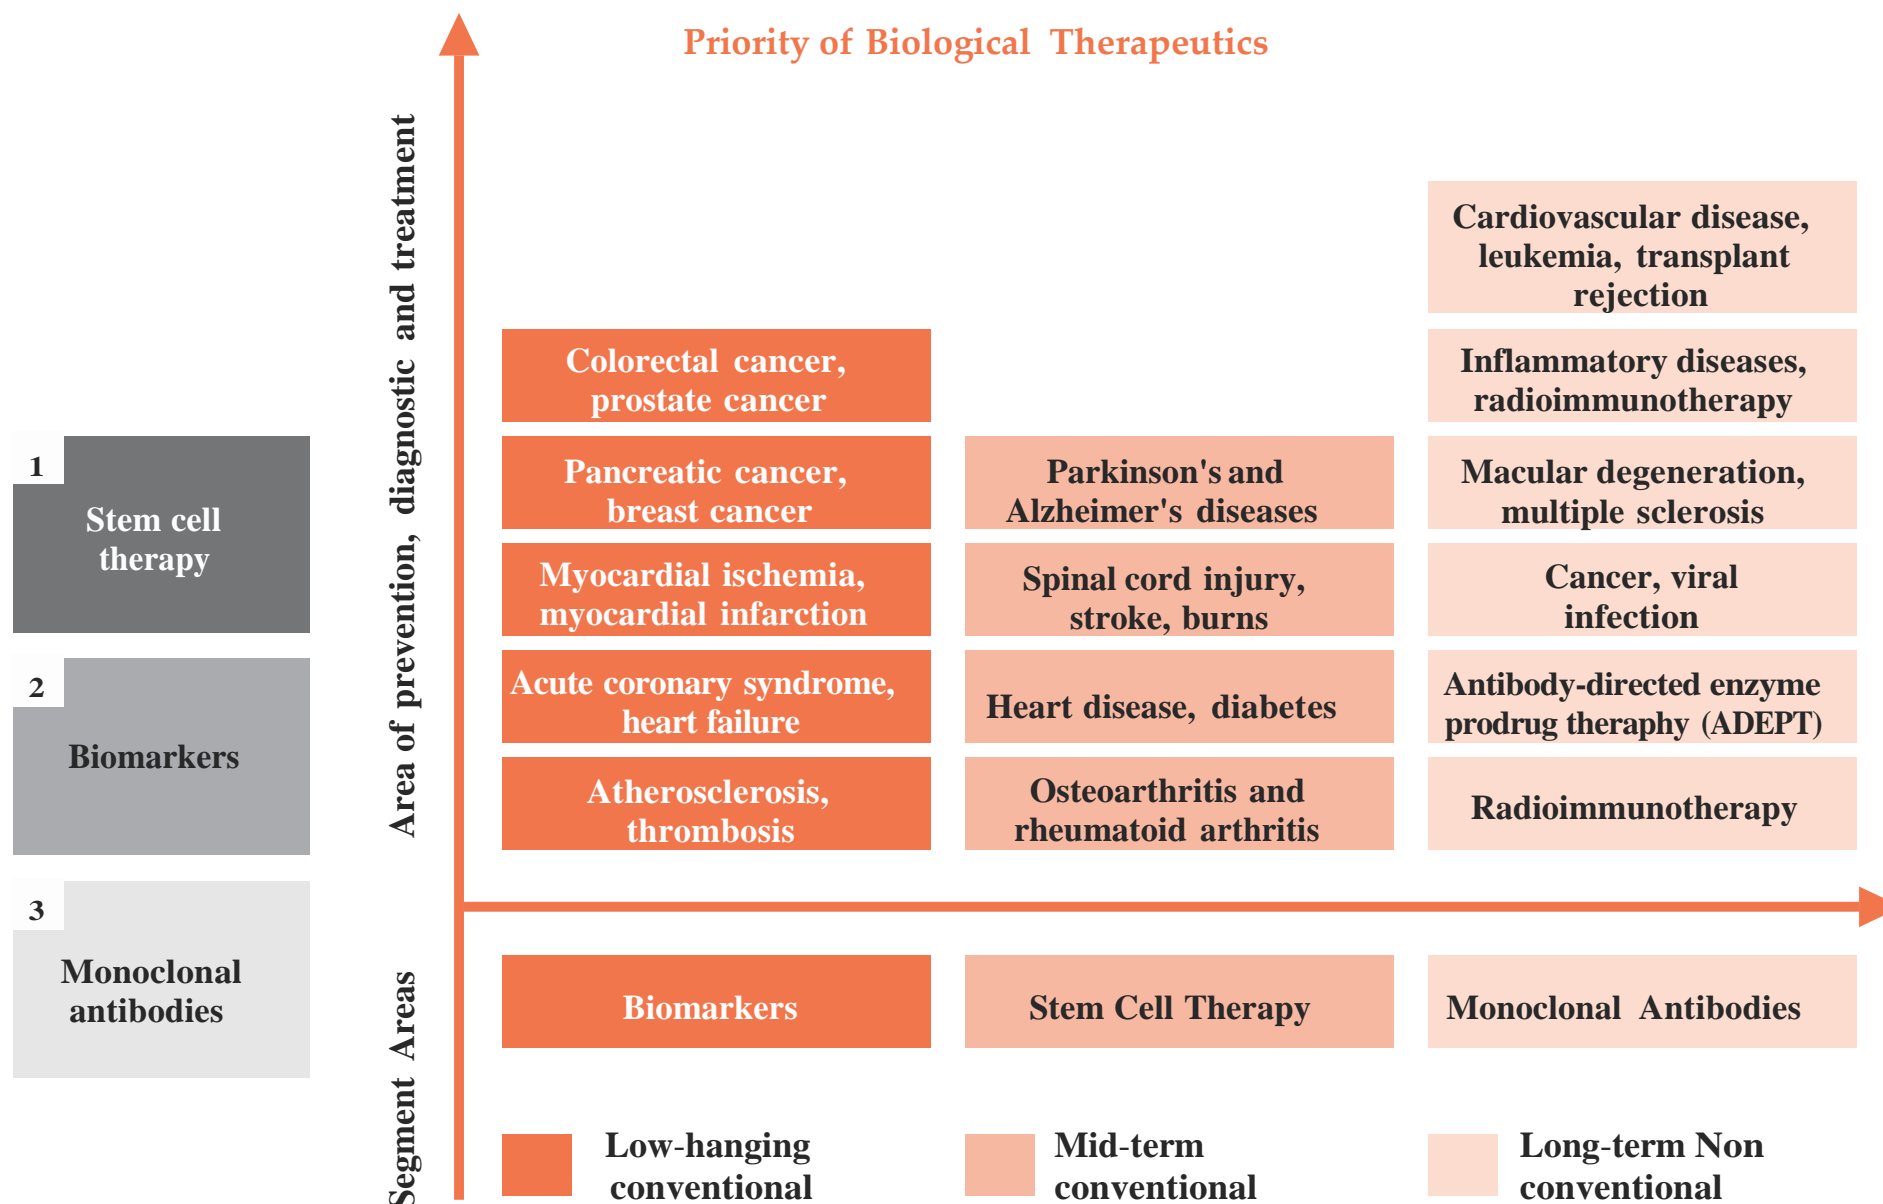 Priority of Biological Therapeutics
1
Stem cell
therapy
2
Biomarkers
3
Monoclonal
antibodies
Area of prevention, diagnostic and treatment
Colorectal cancer,
prostate cancer
Pancreatic cancer,
breast cancer
Myocardial ischemia,
myocardial infarction
Acute coronary syndrome,
heart failure
Atherosclerosis,
thrombosis
Parkinson's and
Alzheimer's diseases
Spinal cord injury,
stroke, burns
Heart disease, diabetes
Osteoarthritis and
rheumatoid arthritis
Cardiovascular disease,
leukemia, transplant
rejection
Inflammatory diseases,
radioimmunotherapy
Macular degeneration,
multiple sclerosis
Cancer, viral
infection
Antibody-directed enzyme
prodrug theraphy (ADEPT)
Radioimmunotherapy
Segment Areas
Biomarkers
Stem Cell Therapy
Monoclonal Antibodies
Low-hanging
conventional
Mid-term
conventional
Long-term Non
conventional